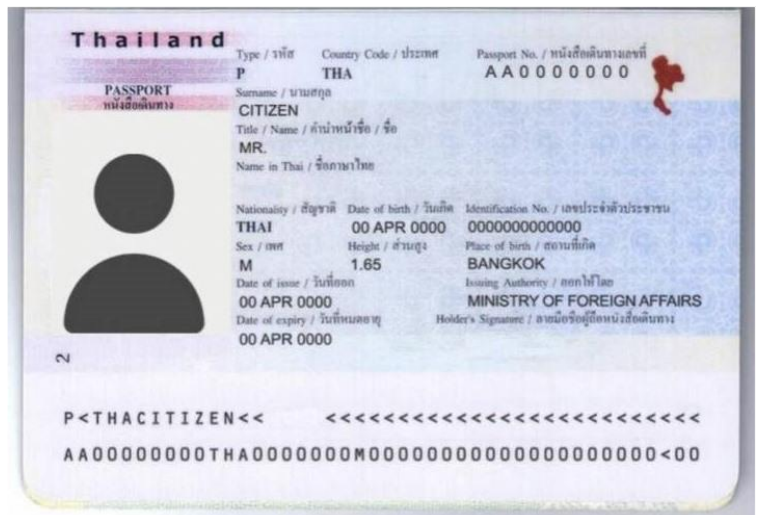 Thailand
Type / รหัส Country Code / ประเทศ Passport No. / หนังสือเดินทางเลขที่
P THA AA0000000
PASSPORT
หนังสือเดินทาง
Surname / นามสกุล
CITIZEN
Title / Name / คำนำหน้าชื่อ / ชื่อ
MR.
Name in Thai / ชื่อภาษาไทย
Nationality / สัญชาติ Date of birth / วันเกิด Identification No. / เลขประจำตัวประชาชน
THAI 00 APR 0000 0000000000000
Sex / เพศ Height / ส่วนสูง Place of birth / สถานที่เกิด
M 1.65 BANGKOK
Date of issue / วันที่ออก Issuing Authority / ออกให้โดย
00 APR 0000 MINISTRY OF FOREIGN AFFAIRS
Date of expiry / วันที่หมดอายุ Holder's Signature / ลายมือชื่อผู้ถือหนังสือเดินทาง
00 APR 0000
2
P<THACITIZEN<< <<<<<<<<<<<<<<<<<<<<<<<<<<
AA00000000THA0000000M00000000000000000000<00